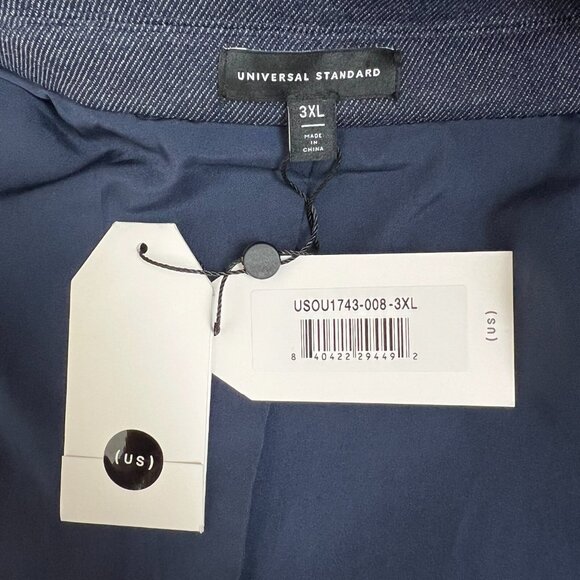 UNIVERSAL STANDARD
3XL
MADE
IN
CHINA
USOU1743-008-3XL
8 40422 29449 2
(US)
(US)